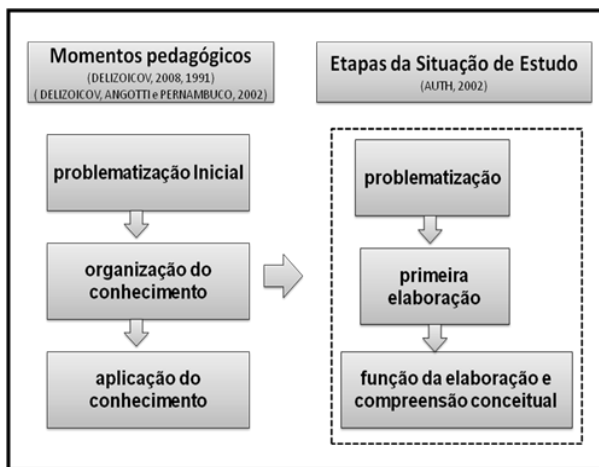 Momentos pedagógicos
(DELIZOICOV, 2008, 1991)
( DELIZOICOV, ANGOTTI e PERNAMBUCO, 2002)
problematização Inicial
organização do
conhecimento
aplicação do
conhecimento
Etapas da Situação de Estudo
(AUTH, 2002)
problematização
primeira
elaboração
função da elaboração e
compreensão conceitual